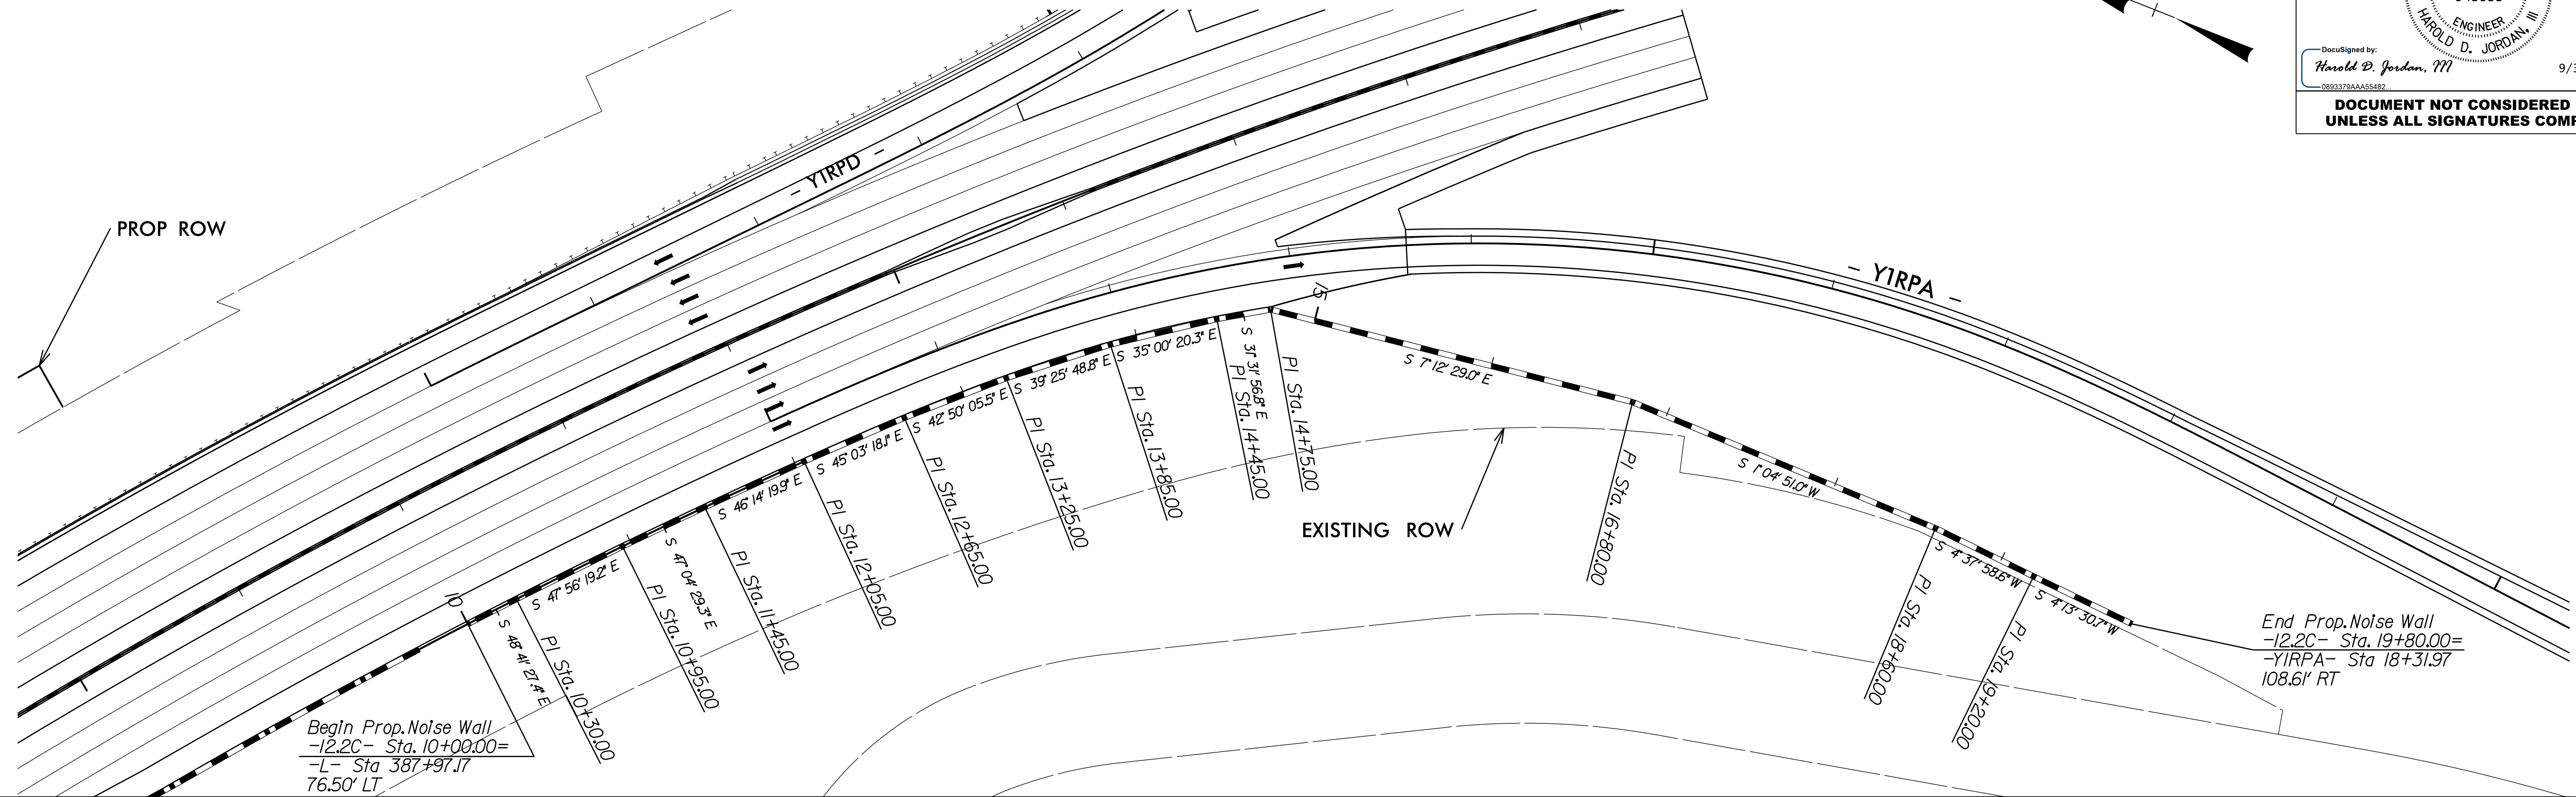 ENGINEER
HAROLD D. JORDAN, III
DocuSigned by:
Harold D. Jordan, III
0893379AAA55482...
DOCUMENT NOT CONSIDERED
UNLESS ALL SIGNATURES
- Y1RPD -
PROP ROW
- Y1RPA -
15
10
S 48° 41' 27.4" E
PI Sta. 10+30.00
S 47° 56' 19.2" E
PI Sta. 10+95.00
S 47° 04' 29.3" E
PI Sta. 11+45.00
S 46° 14' 19.9" E
PI Sta. 12+05.00
S 45° 03' 18.1" E
PI Sta. 12+65.00
S 42° 50' 05.5" E
PI Sta. 13+25.00
S 39° 25' 48.8" E
PI Sta. 13+85.00
S 35° 00' 20.3" E
PI Sta. 14+45.00
S 31° 31' 56.8" E
PI Sta. 14+75.00
S 7° 12' 29.0" E
PI Sta. 16+80.00
S 1° 04' 51.0" W
PI Sta. 18+60.00
S 4° 37' 58.6" W
PI Sta. 19+20.00
S 4° 13' 30.7" W
EXISTING ROW
Begin Prop. Noise Wall
-12.2C- Sta. 10+00.00=
-L- Sta 387+97.17
76.50' LT
End Prop. Noise Wall
-12.2C- Sta. 19+80.00=
-Y1RPA- Sta 18+31.97
108.61' RT